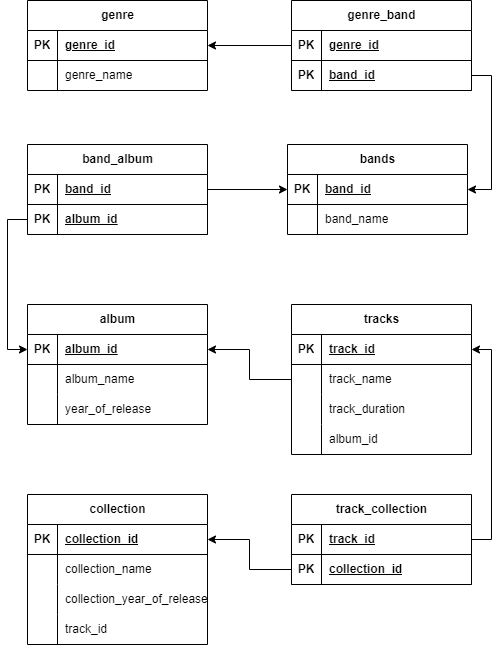 genre
PK genre_id
genre_name
genre_band
PK genre_id
PK band_id
band_album
PK band_id
PK album_id
bands
PK band_id
band_name
album
PK album_id
album_name
year_of_release
tracks
PK track_id
track_name
track_duration
album_id
collection
PK collection_id
collection_name
collection_year_of_release
track_id
track_collection
PK track_id
PK collection_id